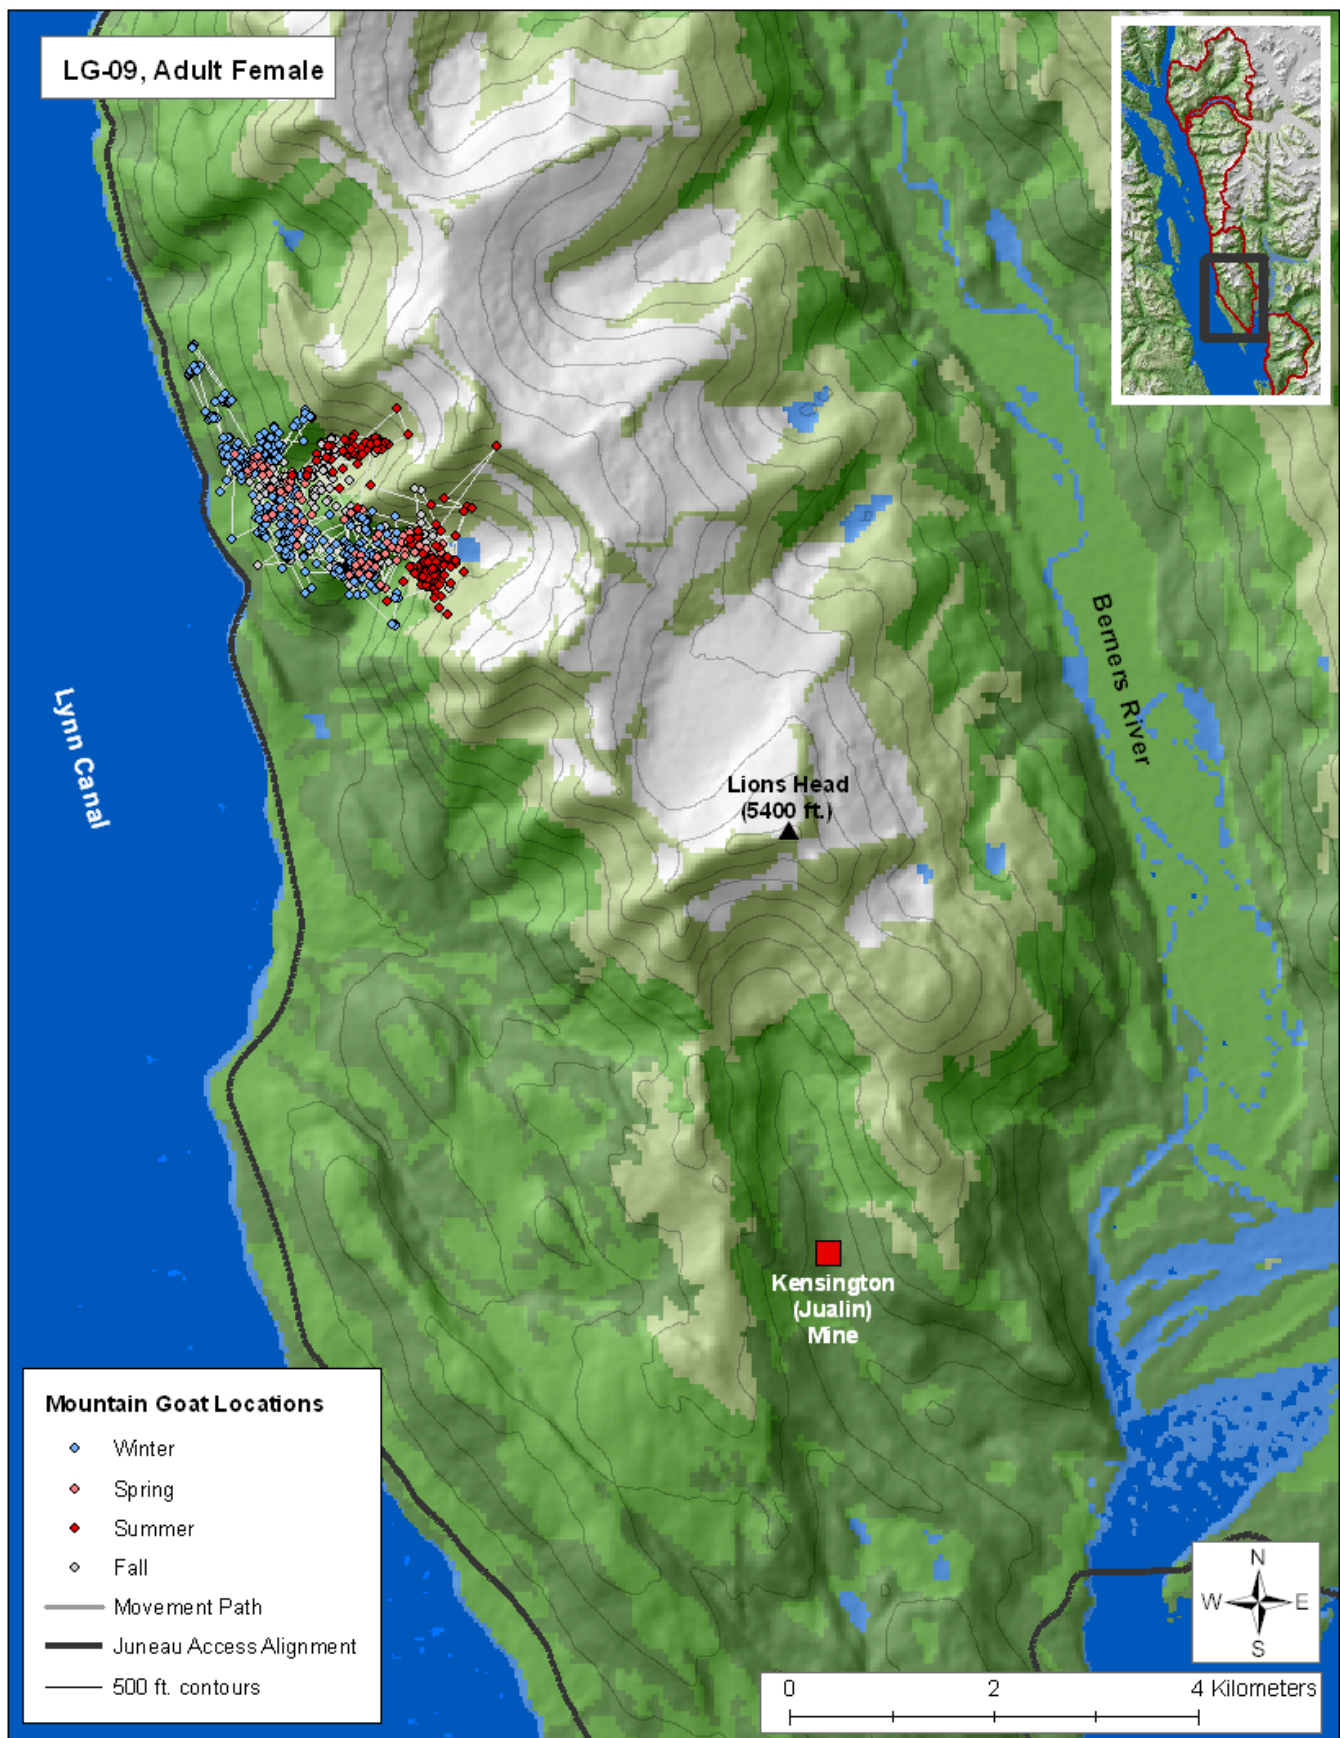 LG-09, Adult Female
Lynn Canal
Berners River
Lions Head
(5400 ft.)
Kensington
(Jualin)
Mine
Mountain Goat Locations
Winter
Spring
Summer
Fall
Movement Path
Juneau Access Alignment
500 ft. contours
N
W E
S
0 2 4 Kilometers